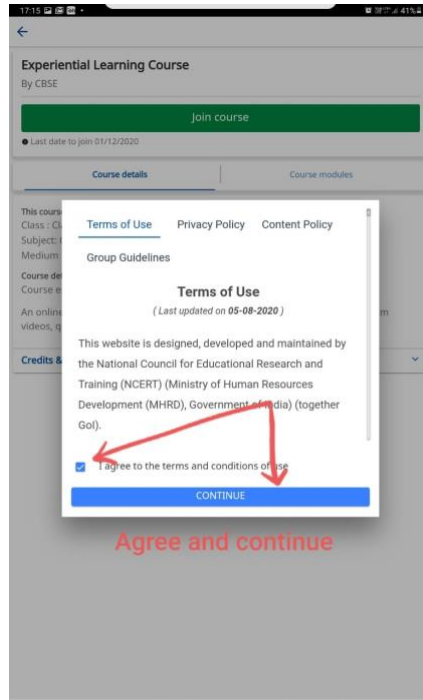 17:15
41%
Experiential Learning Course
By CBSE
Join course
Last date to join 01/12/2020
Course details
Course modules
This cours
Class : Cl
Subject:
Medium
Course de
Course e
An online
videos, q
m
Credits &
Terms of Use
Privacy Policy
Content Policy
Group Guidelines
Terms of Use
( Last updated on 05-08-2020 )
This website is designed, developed
and maintained by
the National Council for Educational
Research and
Training (NCERT) (Ministry of Human Resources
Development (MHRD), Government of India) (together
GoI).
I agree to the terms and conditions of use
CONTINUE
Agree and continue